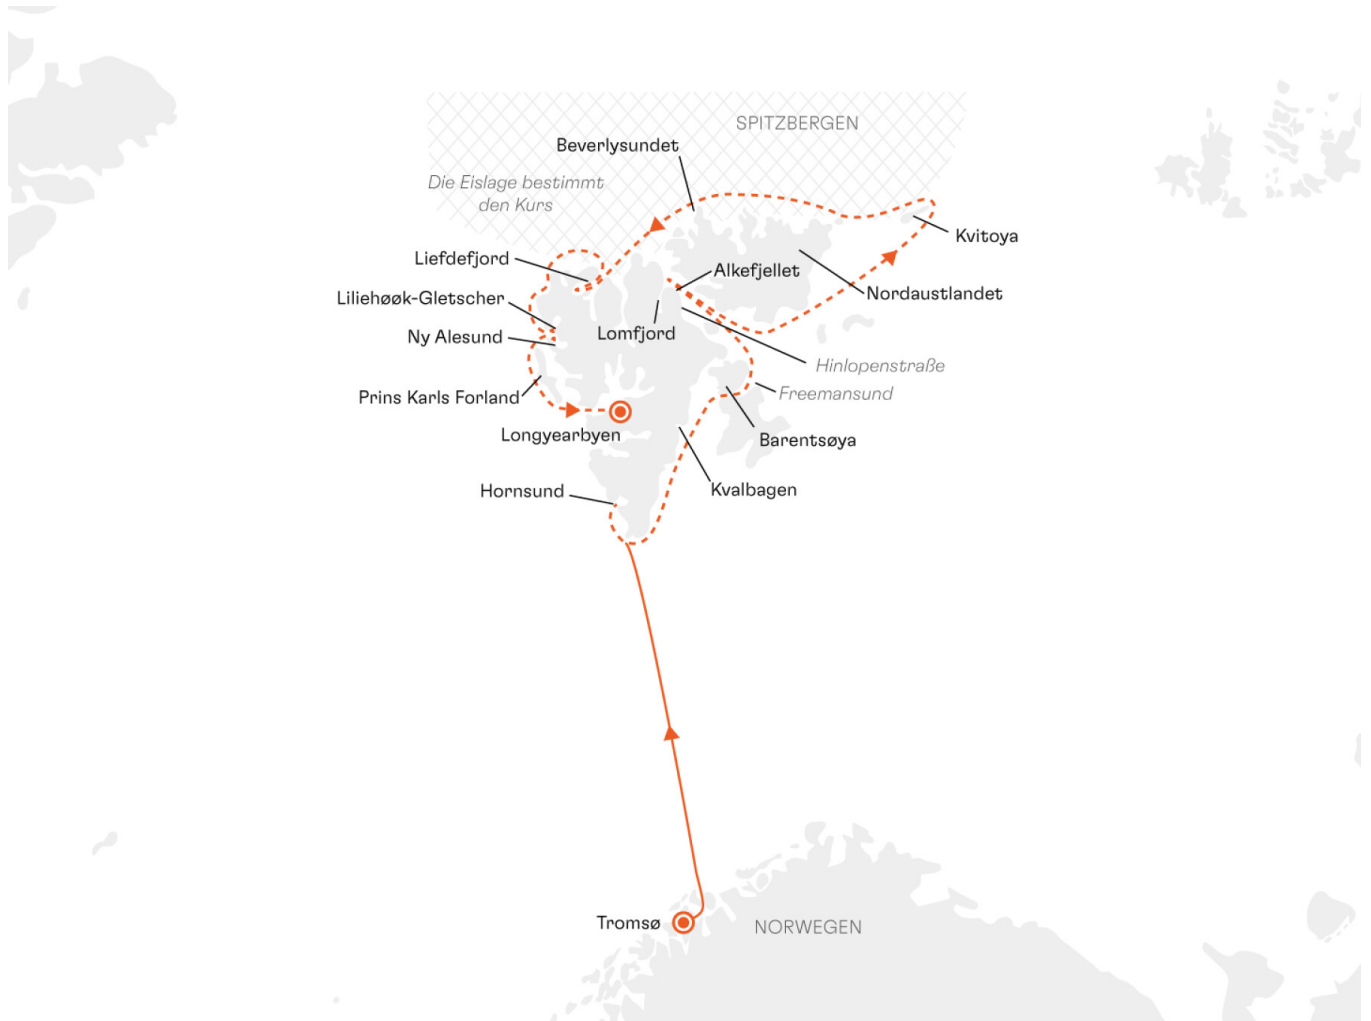 SPITZBERGEN
Beverlysundet
Die Eislage bestimmt
den Kurs
Kvitoya
Liefdefjord
Alkefjellet
Nordaustlandet
Liliehøøk-Gletscher
Lomfjord
Ny Alesund
Hinlopenstraße
Freemansund
Prins Karls Forland
Longyearbyen
Barentsøya
Hornsund
Kvalbagen
Tromsø
NORWEGEN